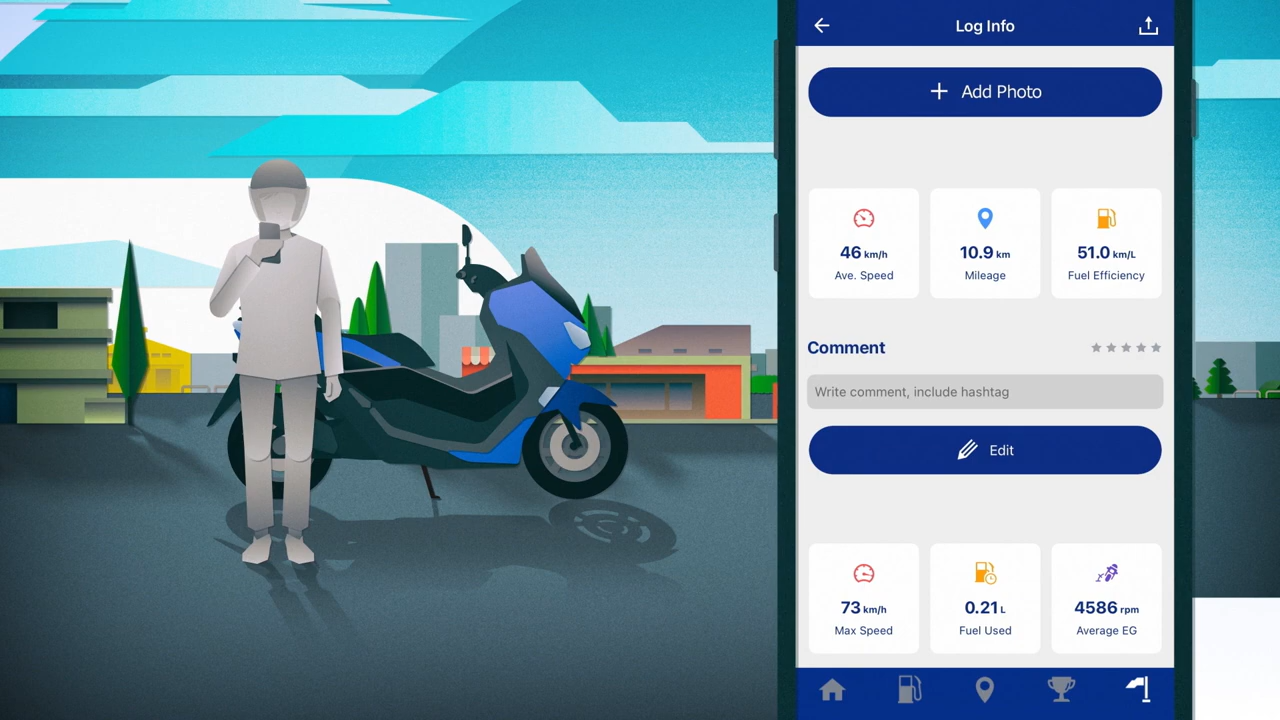 Log Info
Add Photo
46 km/h
Ave. Speed
10.9 km
Mileage
51.0 km/L
Fuel Efficiency
Comment
Write comment, include hashtag
Edit
73 km/h
Max Speed
0.21 L
Fuel Used
4586 rpm
Average EG